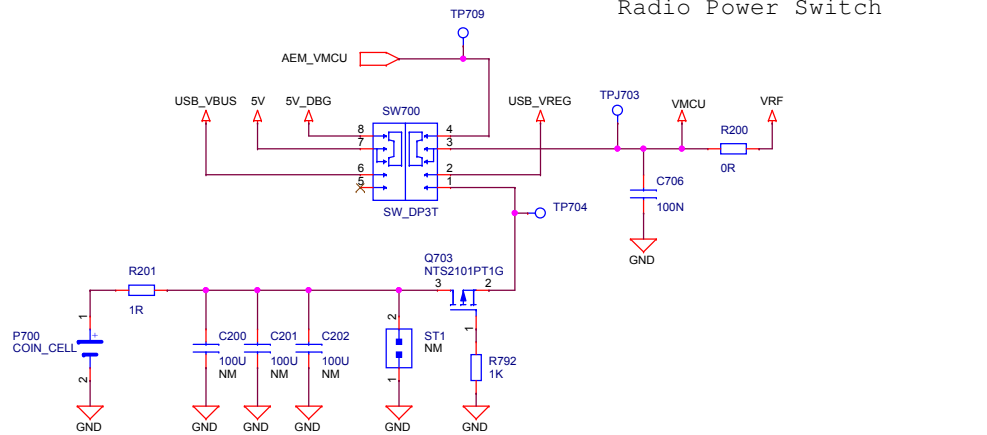 Radio Power Switch
TP709
AEM_VMCU
USB_VBUS 5V 5V_DBG USB_VREG TPJ703 VMCU VRF
SW700
8 4
7 3
6 2
5 1
SW_DP3T
R200
0R
C706
100N
GND
TP704
Q703
NTS2101PT1G
3 2
1
R201
1R
P700
COIN_CELL
1
+
2
C200
100U
NM
C201
100U
NM
C202
100U
NM
2
ST1
NM
1
R792
1K
GND GND GND GND GND GND